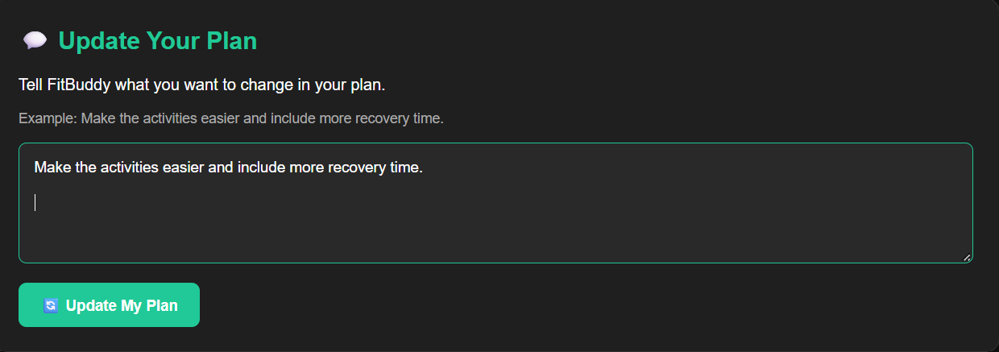 Update Your Plan
Tell FitBuddy what you want to change in your plan.
Example: Make the activities easier and include more recovery time.
Make the activities easier and include more recovery time.
Update My Plan